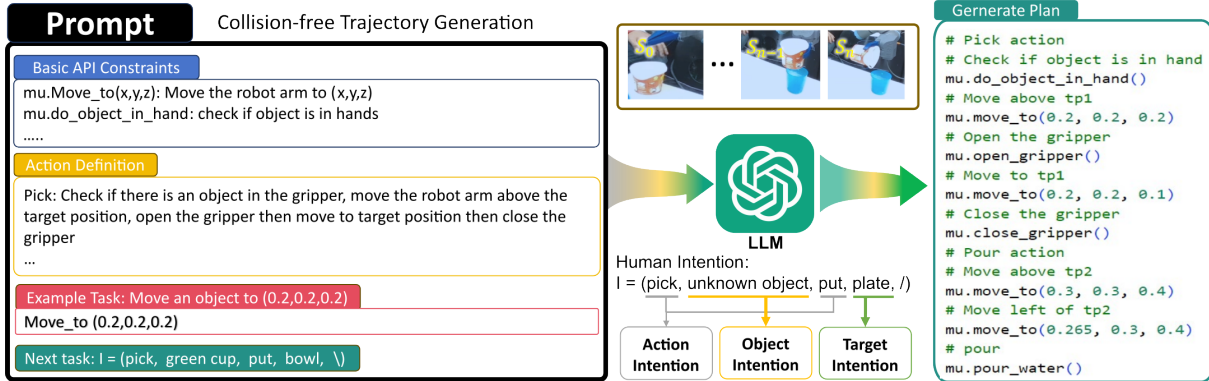 Prompt
Collision-free Trajectory Generation
Basic API Constraints
mu.Move_to(x,y,z): Move the robot arm to (x,y,z)
mu.do_object_in_hand: check if object is in hands
.....
Action Definition
Pick: Check if there is an object in the gripper, move the robot arm above the
target position, open the gripper then move to target position then close the
gripper
...
Example Task: Move an object to (0.2,0.2,0.2)
Move_to (0.2,0.2,0.2)
Next task: I = (pick, green cup, put, bowl, \)
S0
...
Sn-1
Sn
LLM
Human Intention:
I = (pick, unknown object, put, plate, /)
Action
Intention
Object
Intention
Target
Intention
Gernerate Plan
# Pick action
# Check if object is in hand
mu.do_object_in_hand()
# Move above tp1
mu.move_to(0.2, 0.2, 0.2)
# Open the gripper
mu.open_gripper()
# Move to tp1
mu.move_to(0.2, 0.2, 0.1)
# Close the gripper
mu.close_gripper()
# Pour action
# Move above tp2
mu.move_to(0.3, 0.3, 0.4)
# Move left of tp2
mu.move_to(0.265, 0.3, 0.4)
# pour
mu.pour_water()